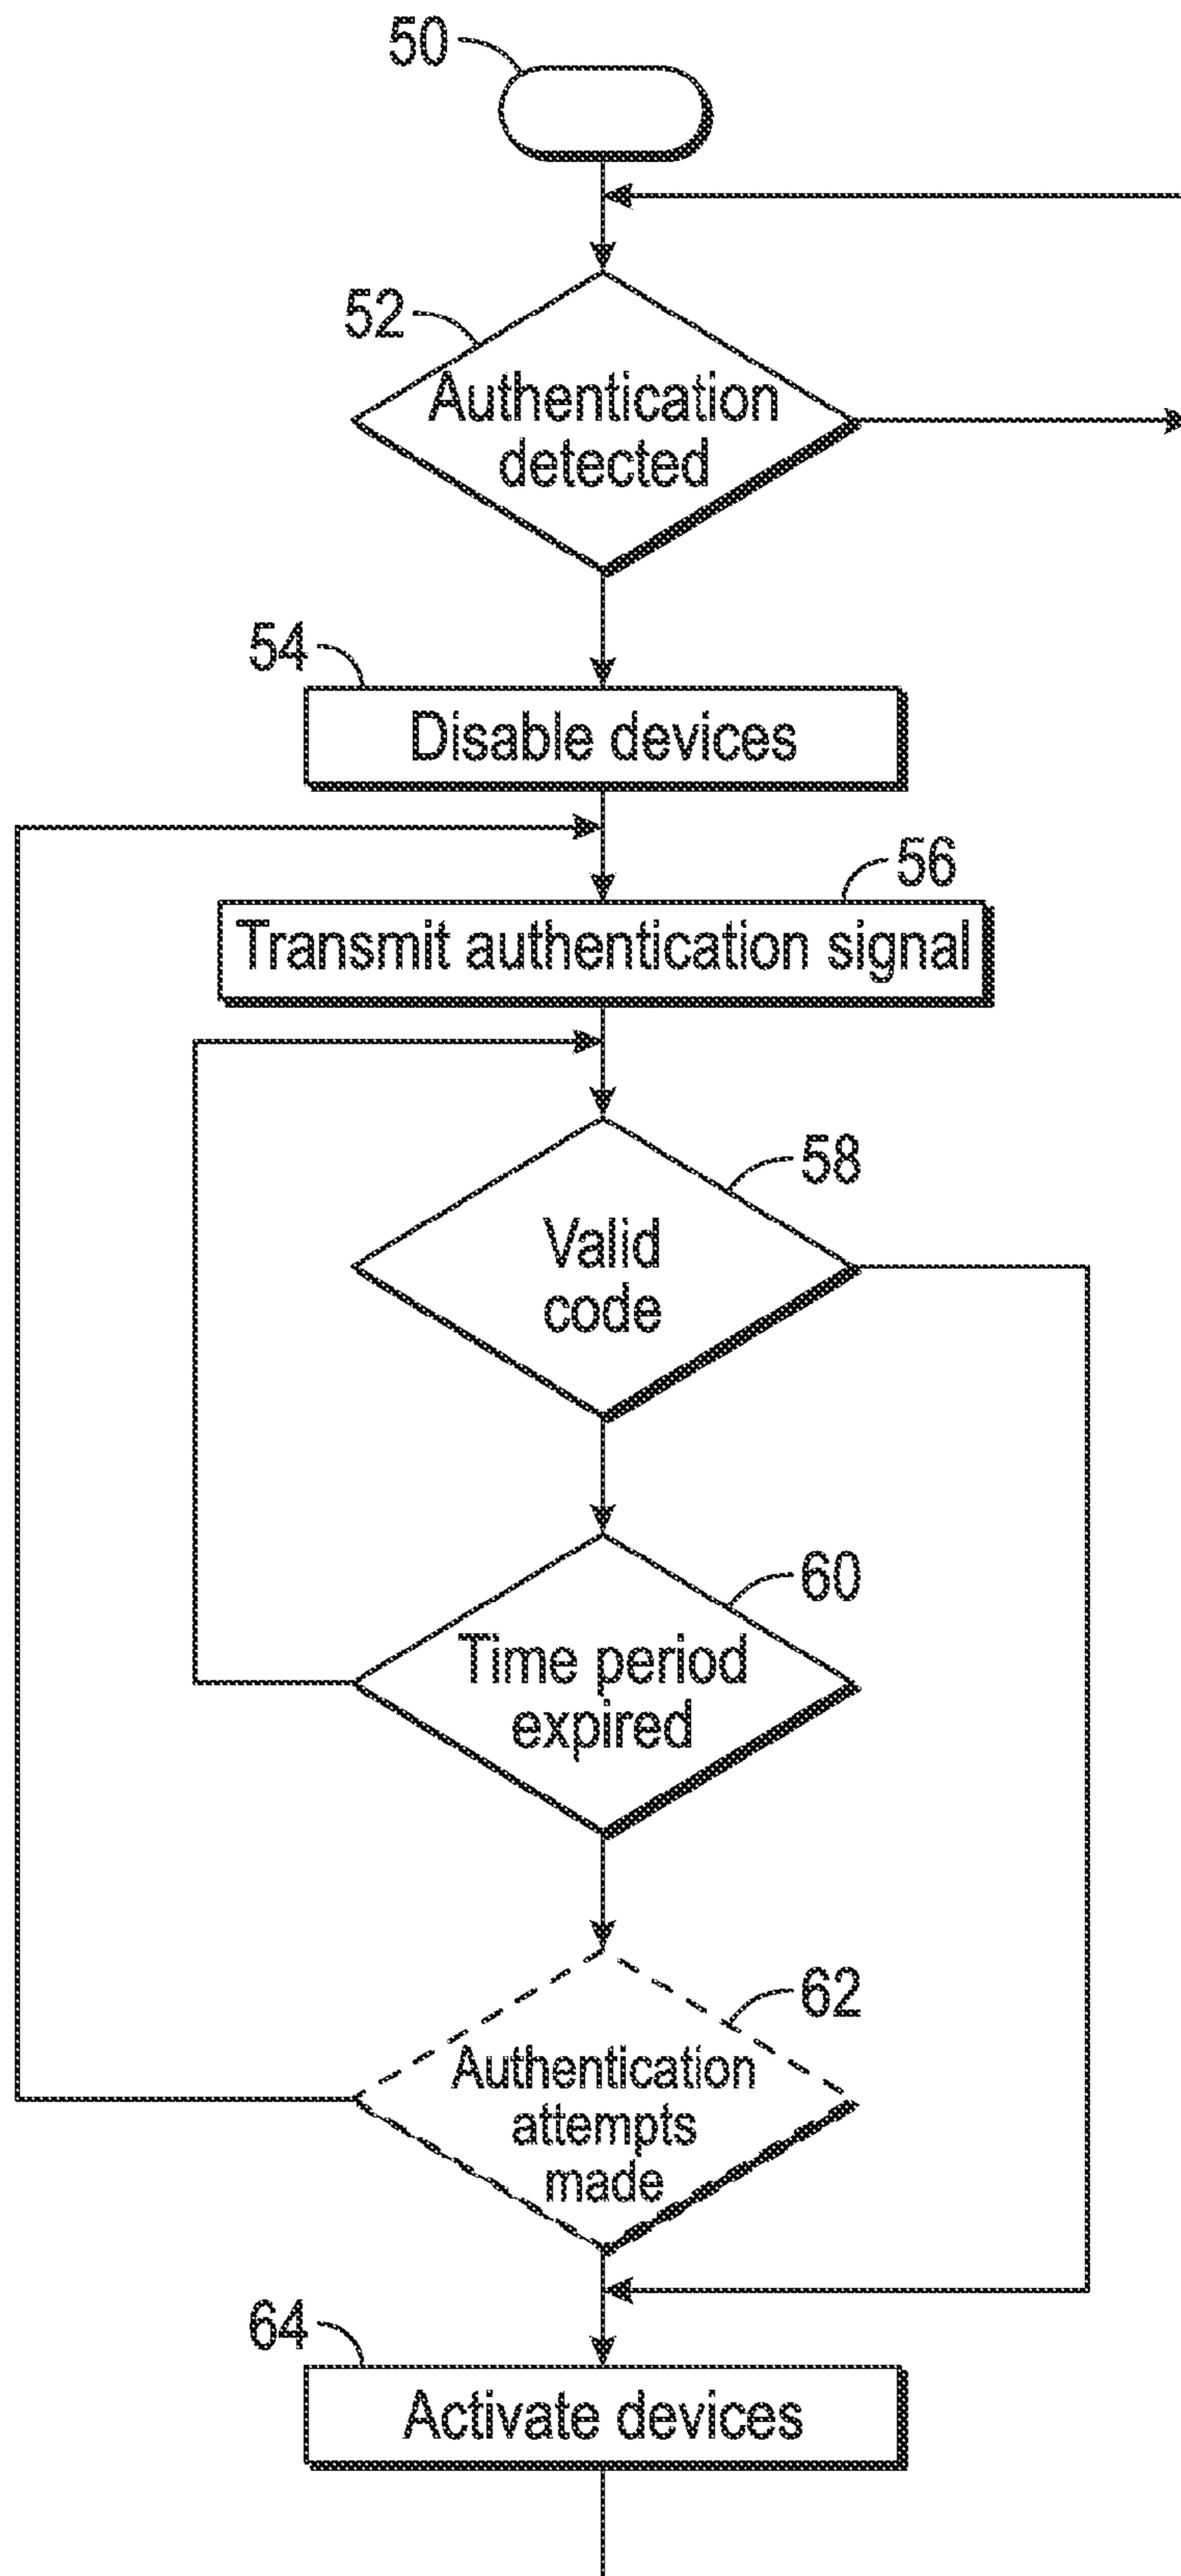 50
52
Authentication
detected
54
Disable devices
56
Transmit authentication signal
58
Valid
code
60
Time period
expired
62
Authentication
attempts
made
64
Activate devices